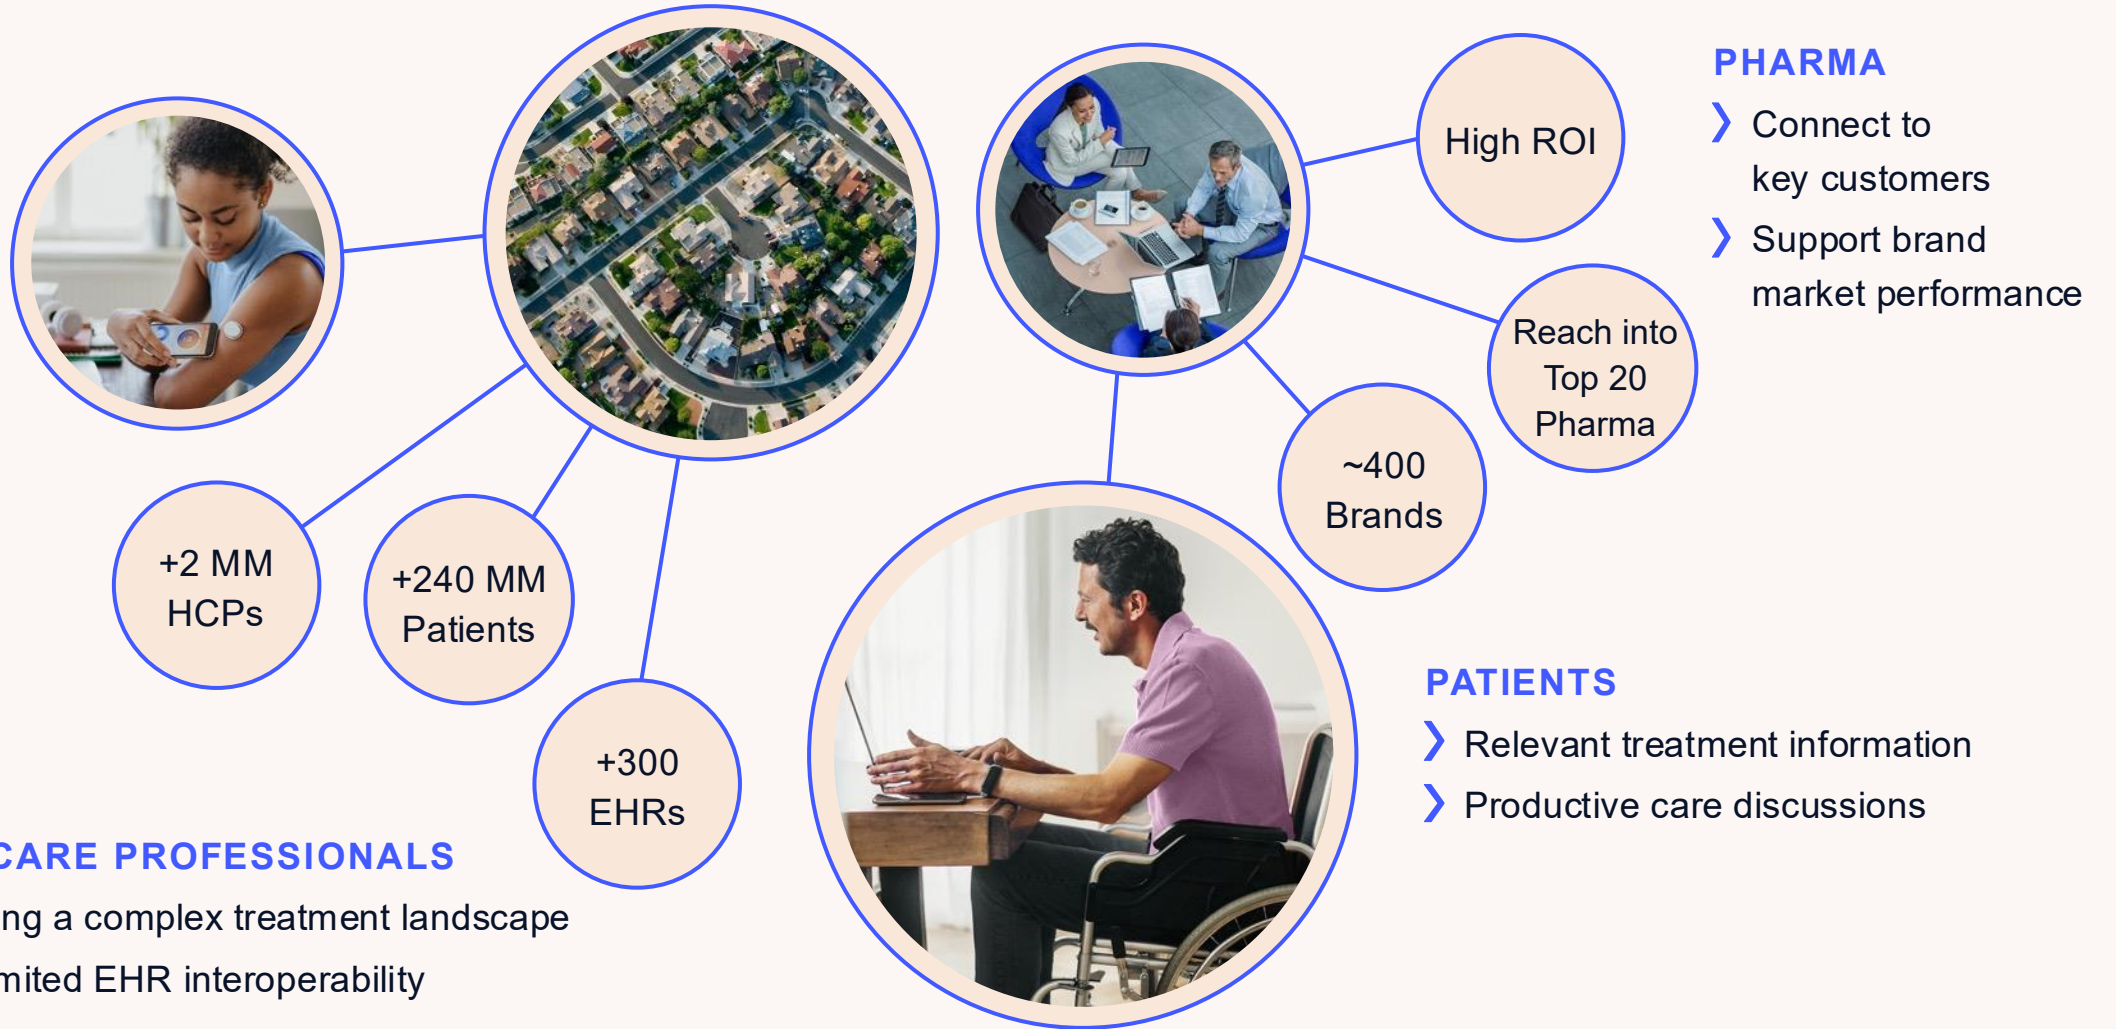 High ROI
Reach into
Top 20
Pharma
~400
Brands
PHARMA
Connect to
key customers
Support brand
market performance
+2 MM
HCPs
+240 MM
Patients
+300
EHRs
PATIENTS
Relevant treatment information
Productive care discussions
CARE PROFESSIONALS
ng a complex treatment landscape
mited EHR interoperability